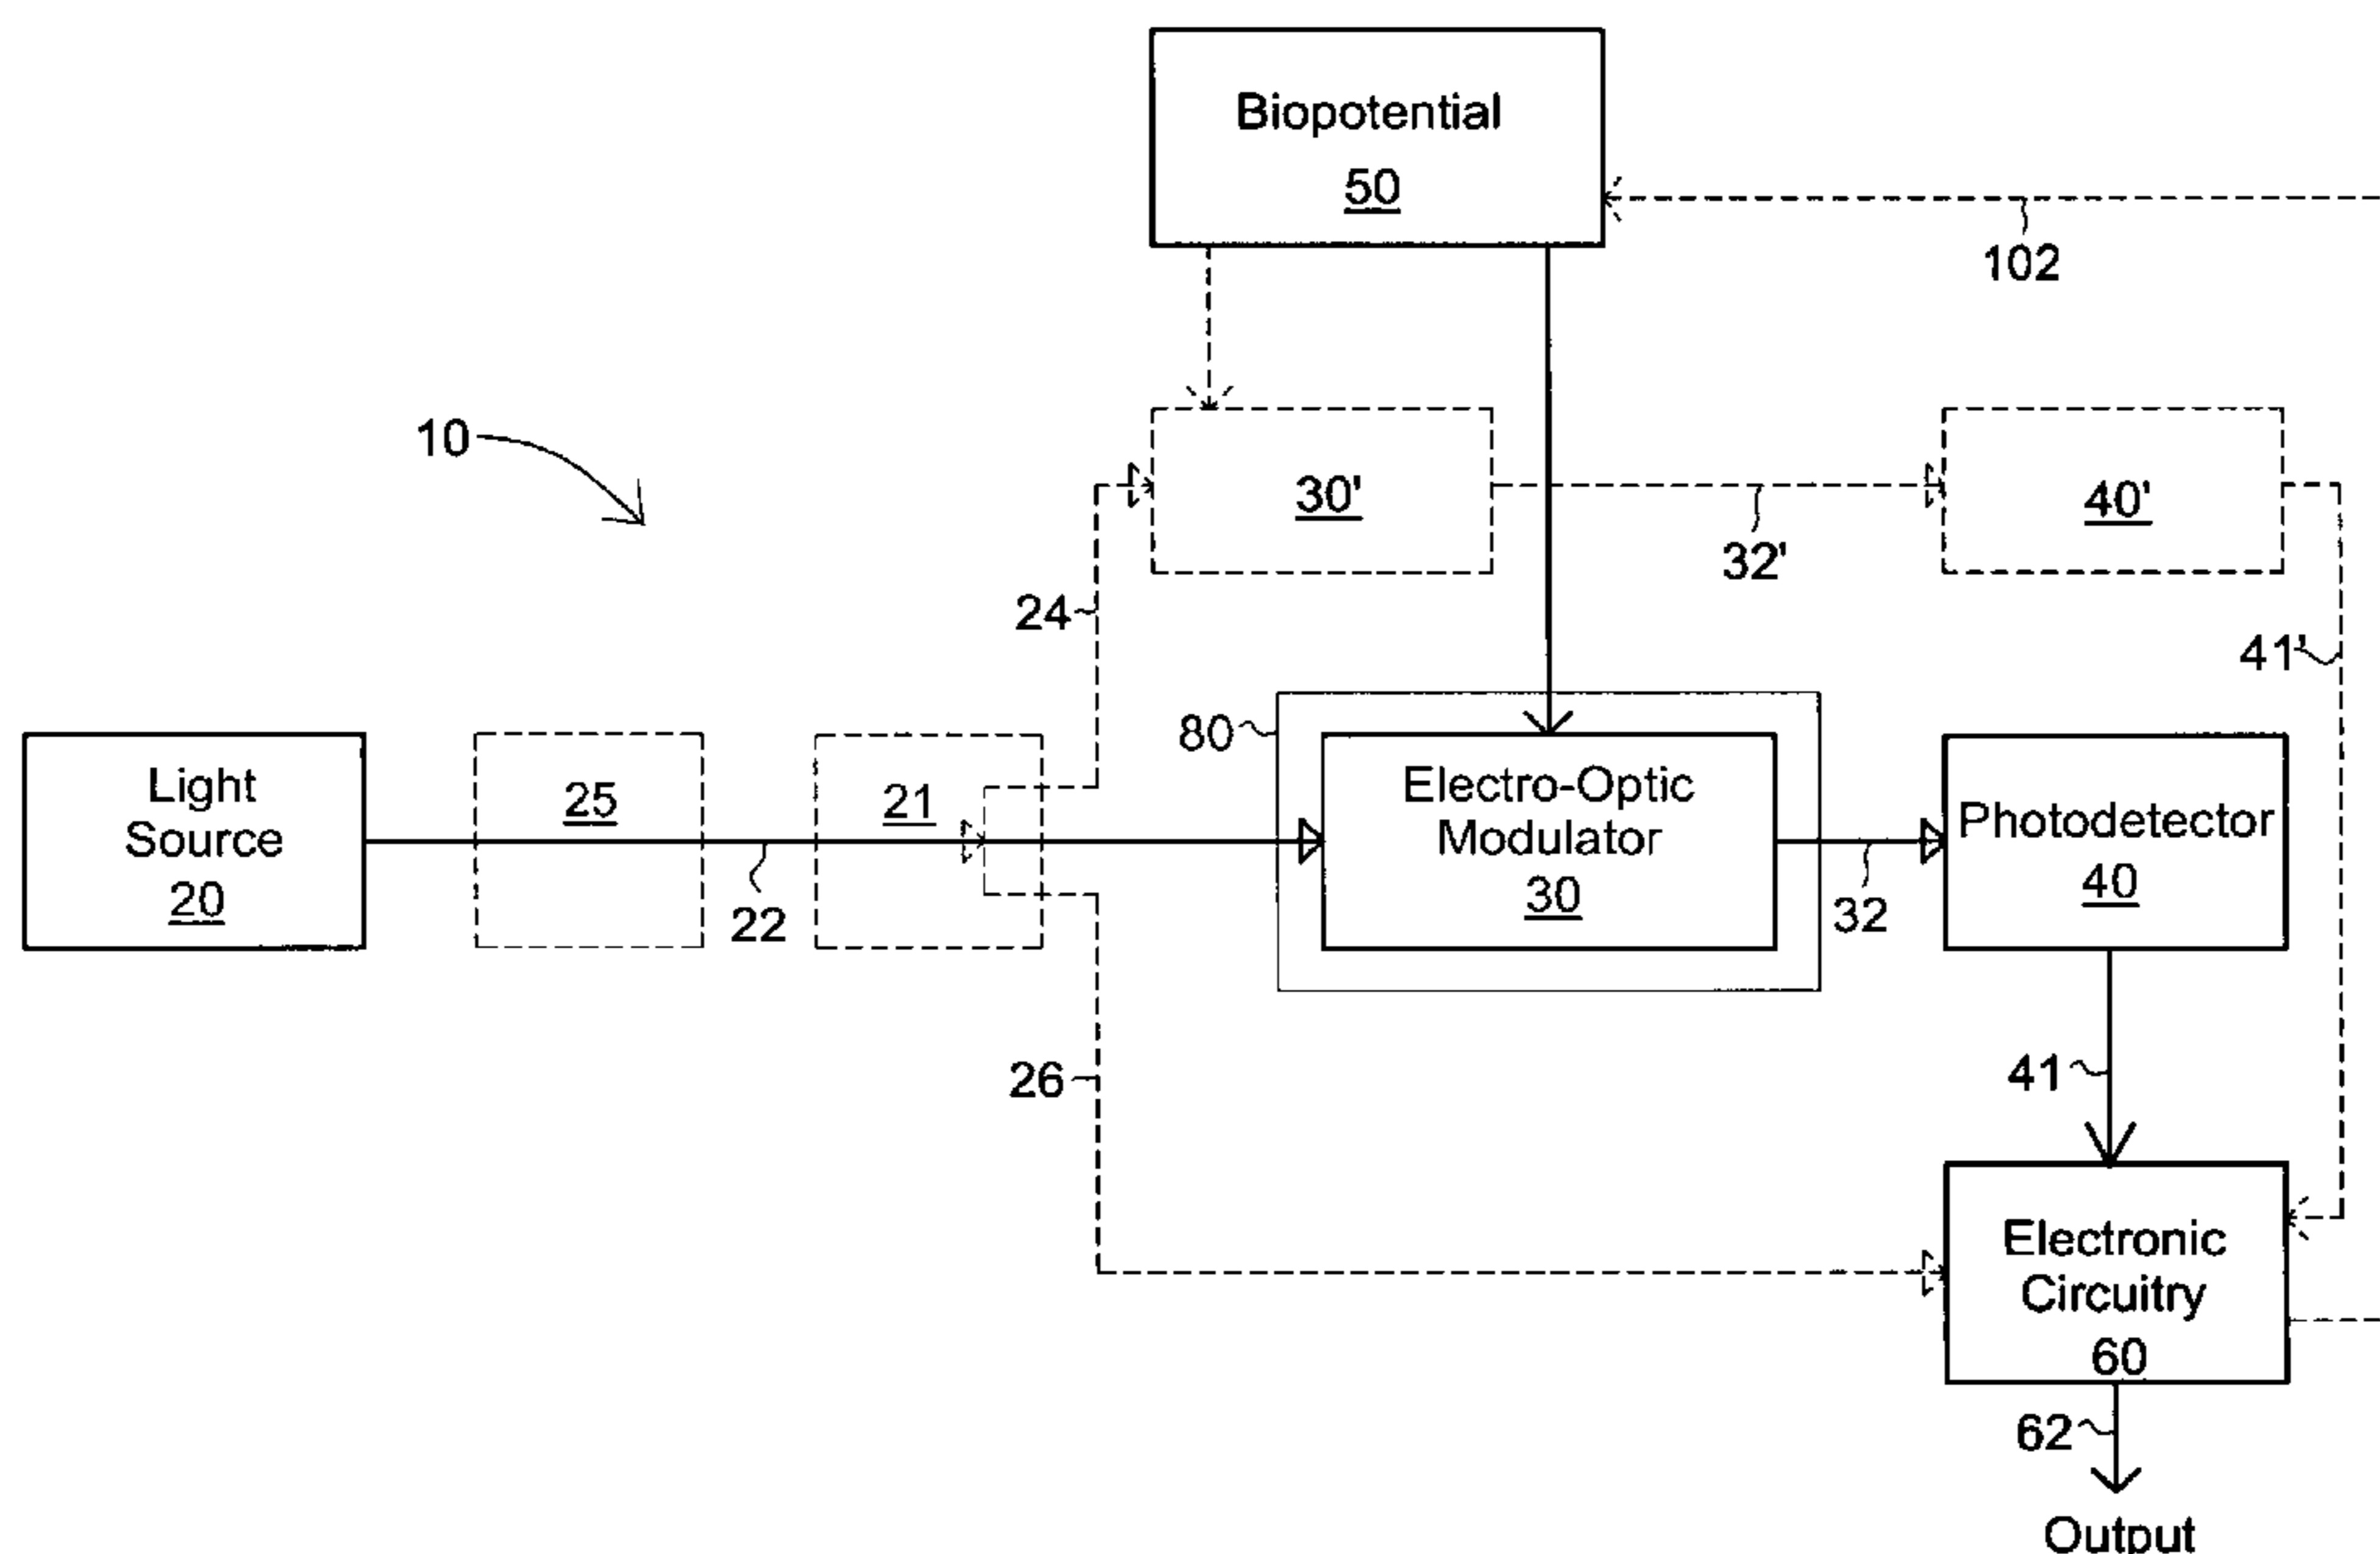 Biopotential
50
102
10
30'
40'
32'
24
41'
80
Light
Source
20
25
21
22
Electro-Optic
Modulator
30
32
Photodetector
40
26
41
Electronic
Circuitry
60
62
Output